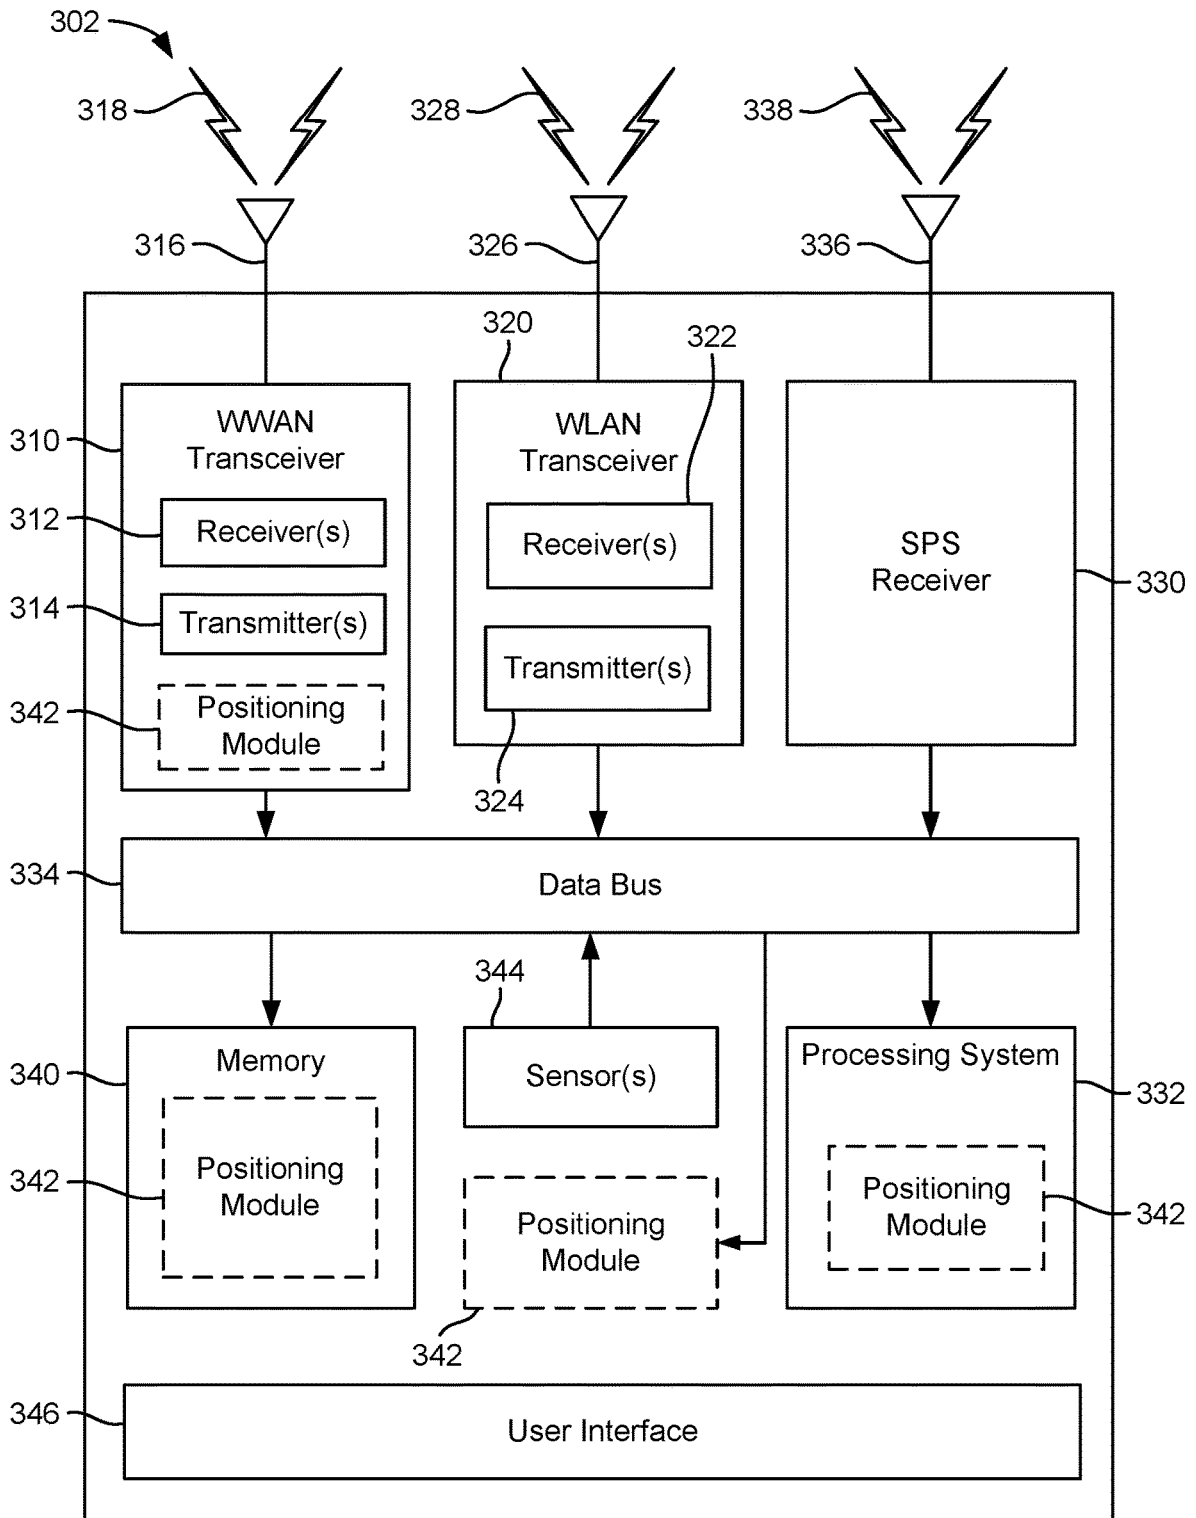 302
318
328
338
316
326
336
320
322
310
WWAN
Transceiver
WLAN
Transceiver
312
Receiver(s)
Receiver(s)
SPS
Receiver
330
314
Transmitter(s)
Transmitter(s)
342
Positioning
Module
324
334
Data Bus
344
340
Memory
Sensor(s)
Processing System
332
342
Positioning
Module
Positioning
Module
342
Positioning
Module
342
346
User Interface